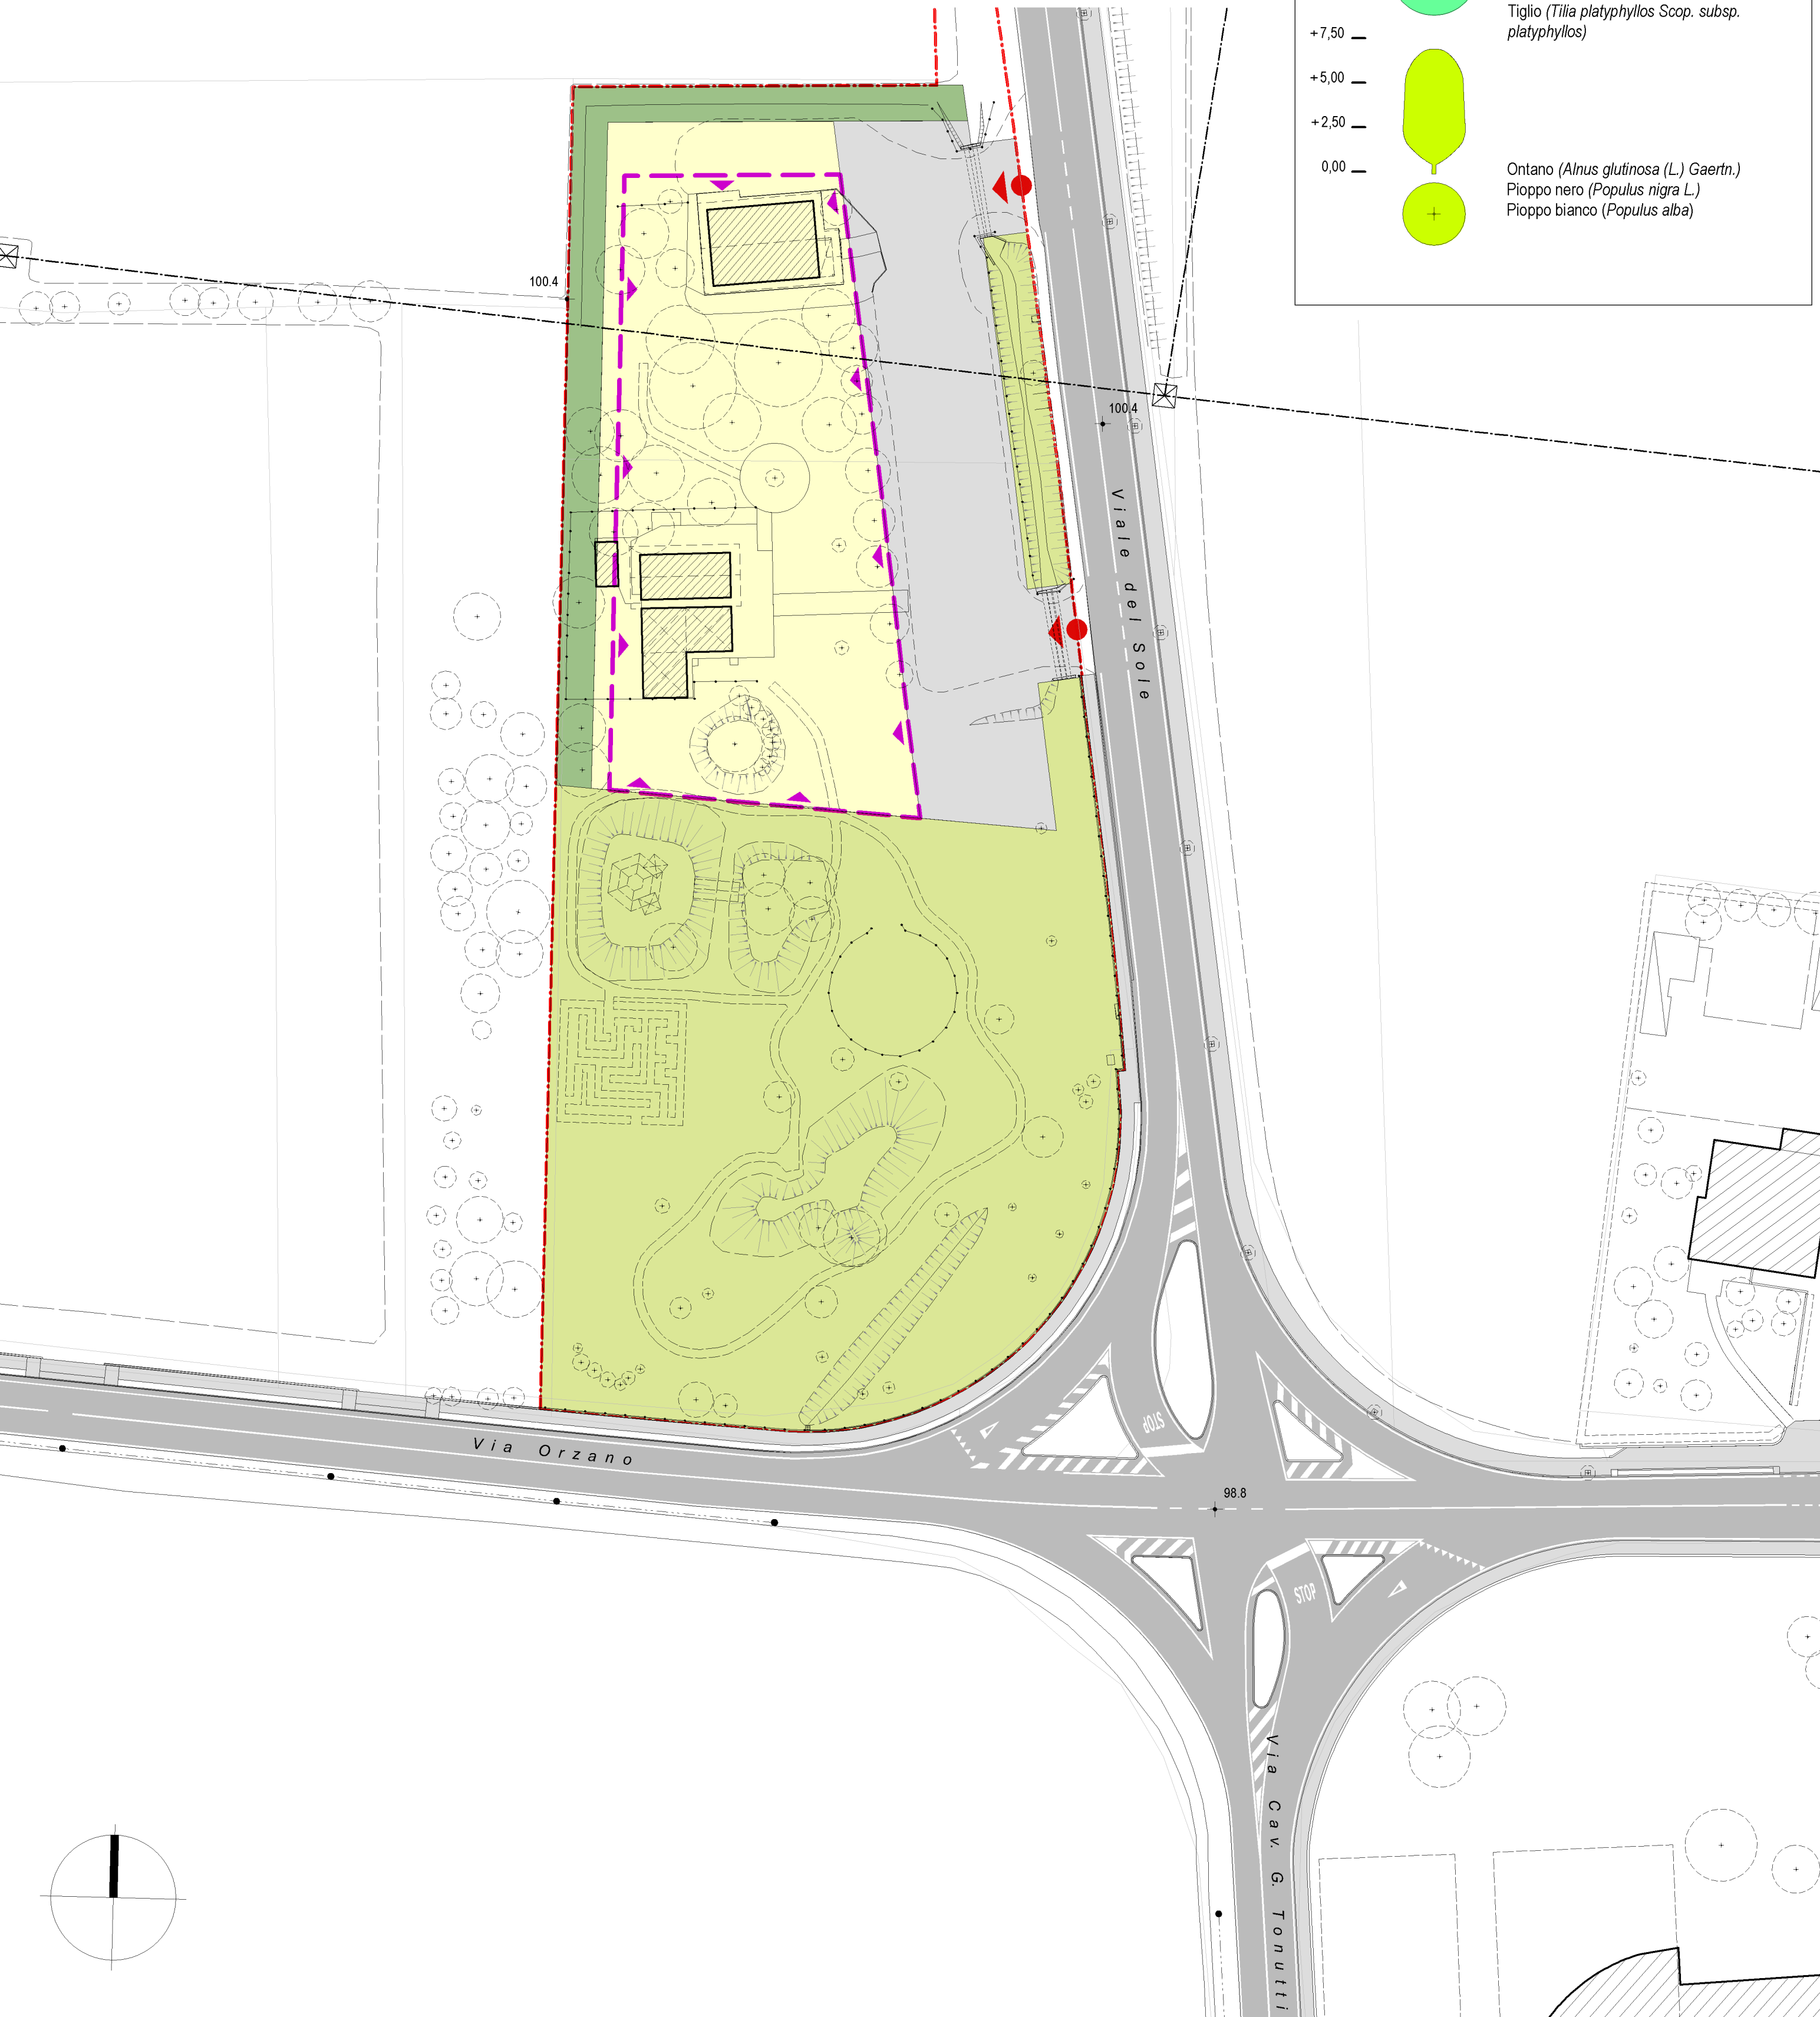 Tiglio (Tilia platyphyllos Scop. subsp.
platyphyllos)
+7,50
+5,00
+2,50
0,00
Ontano (Alnus glutinosa (L.) Gaertn.)
Pioppo nero (Populus nigra L.)
Pioppo bianco (Populus alba)
100.4
100.4
Viale del Sole
STOP
Via Orzano
98.8
STOP
Via Cav. G. Tonutti